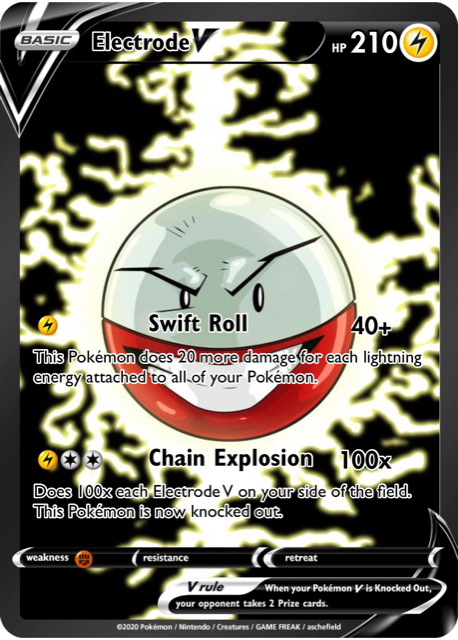 BASIC Electrode V HP 210
Swift Roll 40+
This Pokémon does 20 more damage for each lightning
energy attached to all of your Pokémon.
Chain Explosion 100x
Does 100x each Electrode V on your side of the field.
This Pokémon is now knocked out.
weakness resistance retreat
V rule When your Pokémon V is Knocked Out,
your opponent takes 2 Prize cards.
©2020 Pokémon / Nintendo / Creatures / GAME FREAK / aschefield